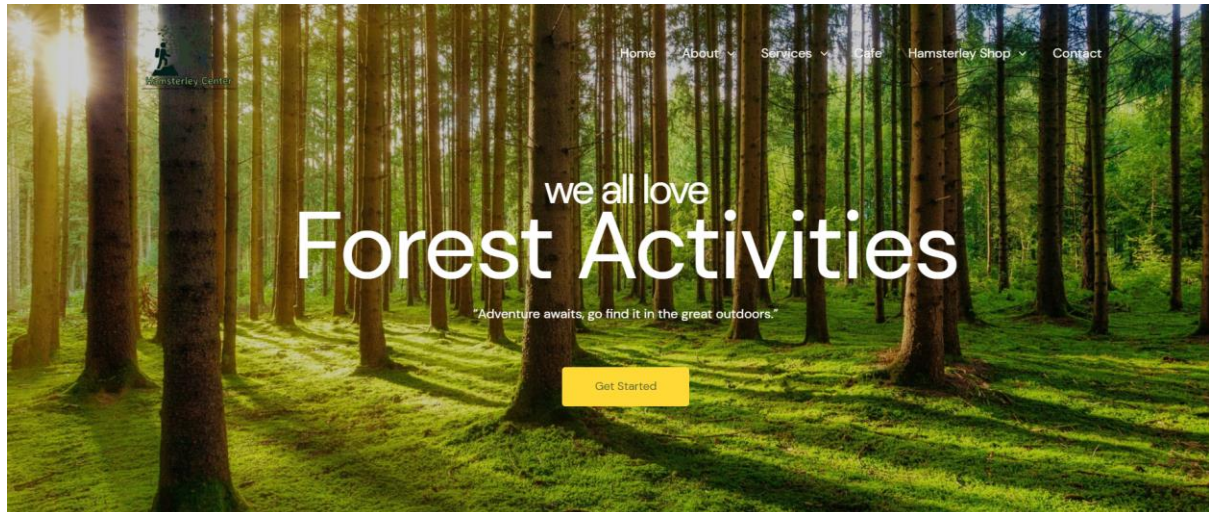 Hamsterley Center
Home About Services Cafe Hamsterley Shop Contact
we all love
Forest Activities
"Adventure awaits, go find it in the great outdoors."
Get Started